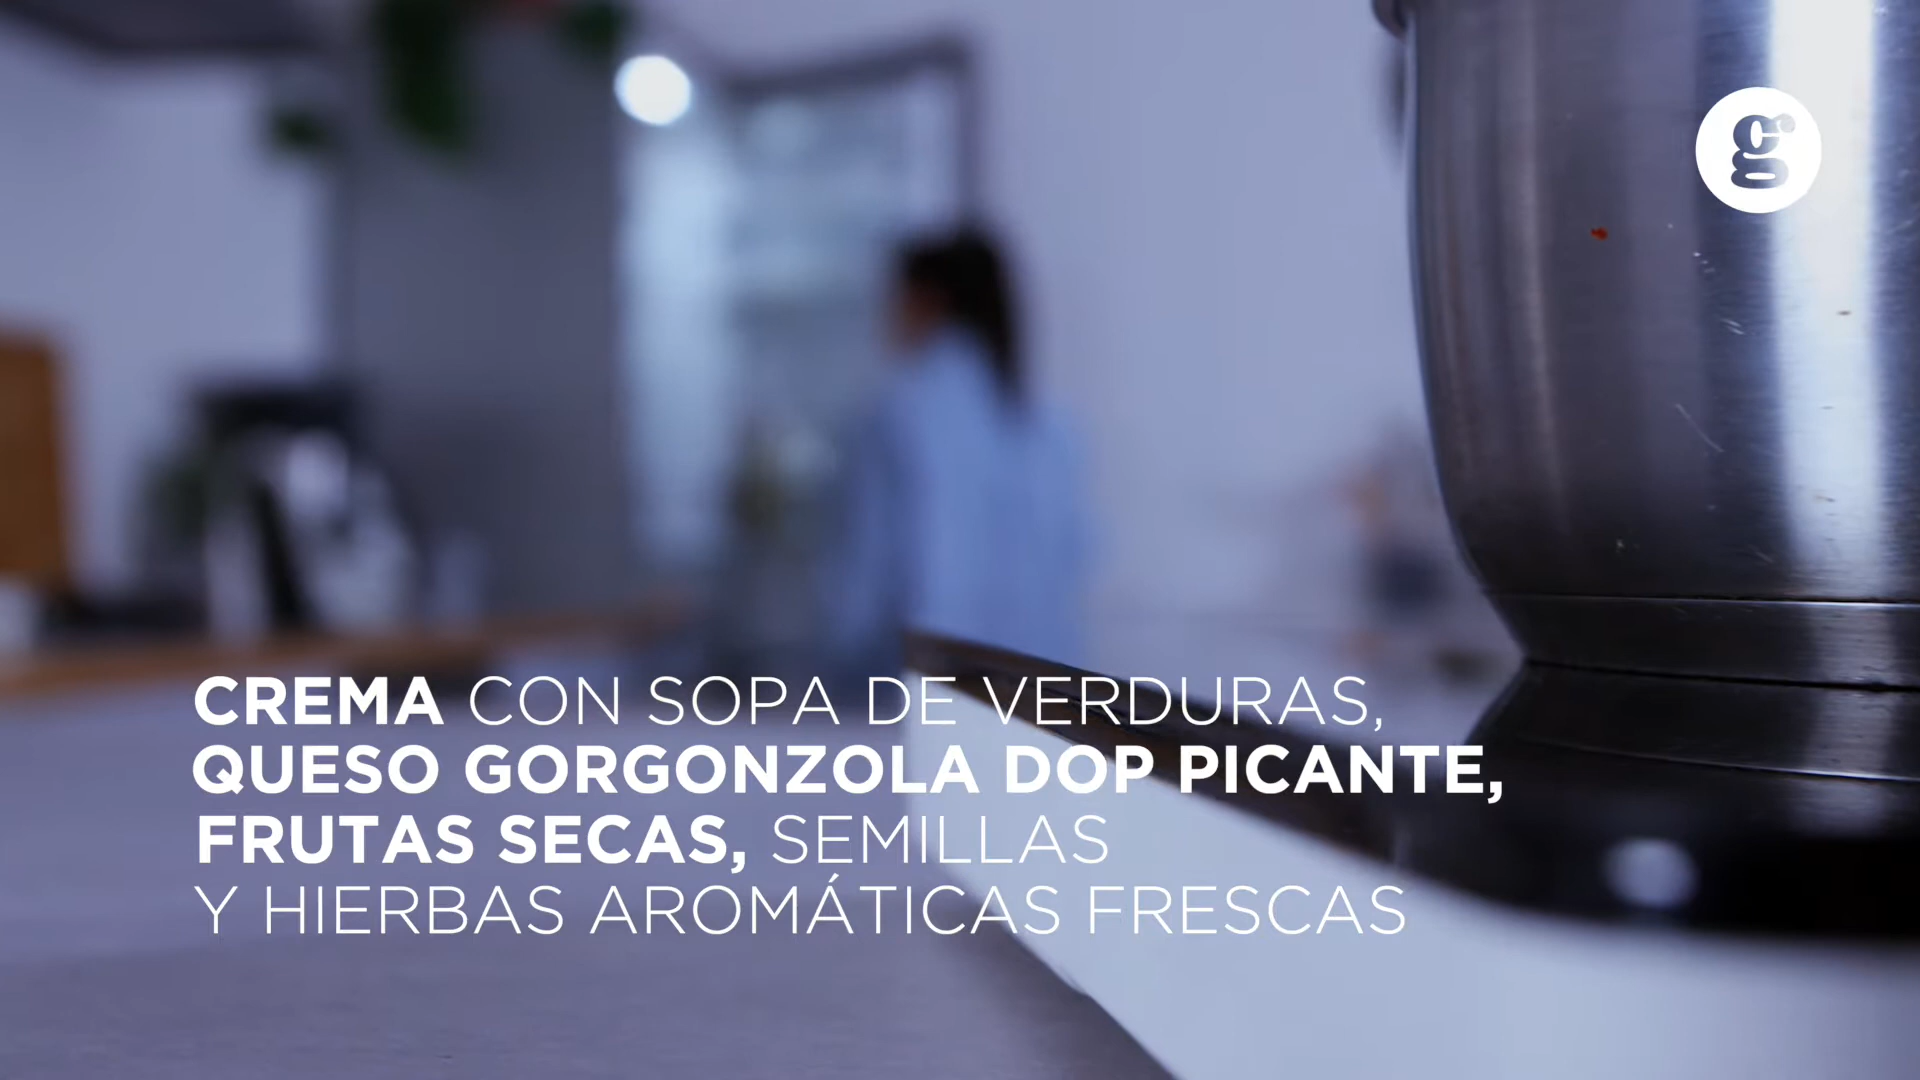 g
CREMA CON SOPA DE VERDURAS,
QUESO GORGONZOLA DOP PICANTE,
FRUTAS SECAS, SEMILLAS
Y HIERBAS AROMÁTICAS FRESCAS